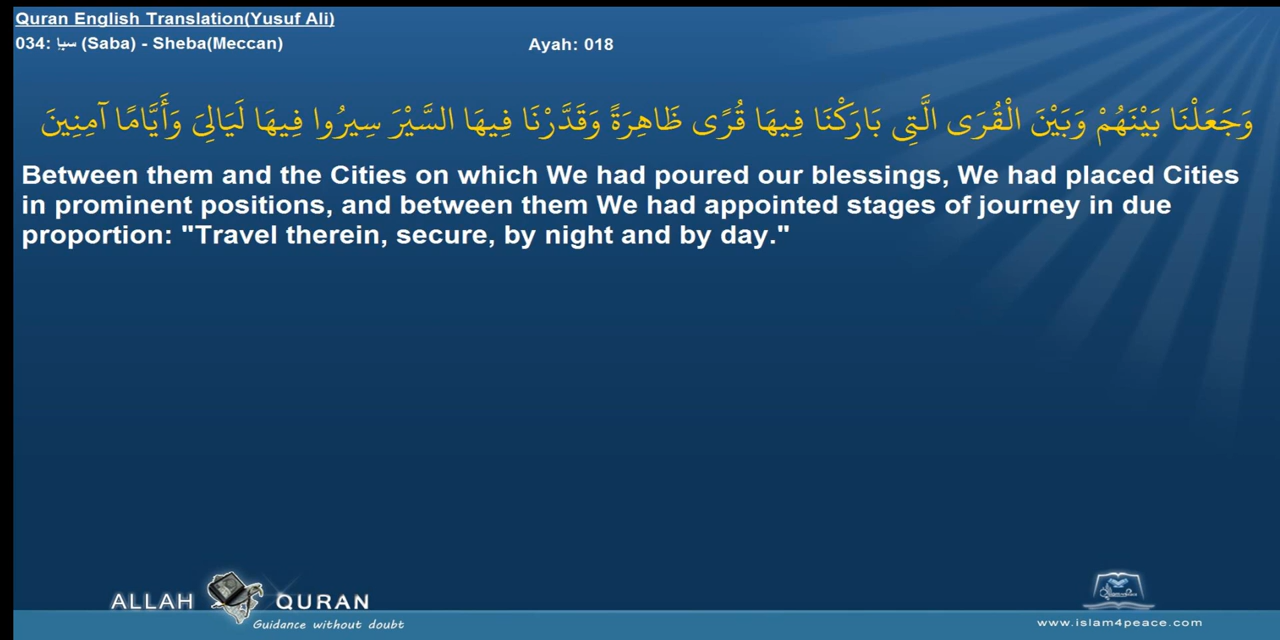 Quran English Translation(Yusuf Ali)
034: سبإ (Saba) - Sheba(Meccan)
Ayah: 018
وَجَعَلْنَا بَيْنَهُمْ وَبَيْنَ الْقُرَى الَّتِي بَارَكْنَا فِيهَا قُرًى ظَاهِرَةً وَقَدَّرْنَا فِيهَا السَّيْرَ سِيرُوا فِيهَا لَيَالِيَ وَأَيَّامًا آمِنِينَ
Between them and the Cities on which We had poured our blessings, We had placed Cities
in prominent positions, and between them We had appointed stages of journey in due
proportion: "Travel therein, secure, by night and by day."
ALLAH QURAN
Guidance without doubt
www.islam4peace.com